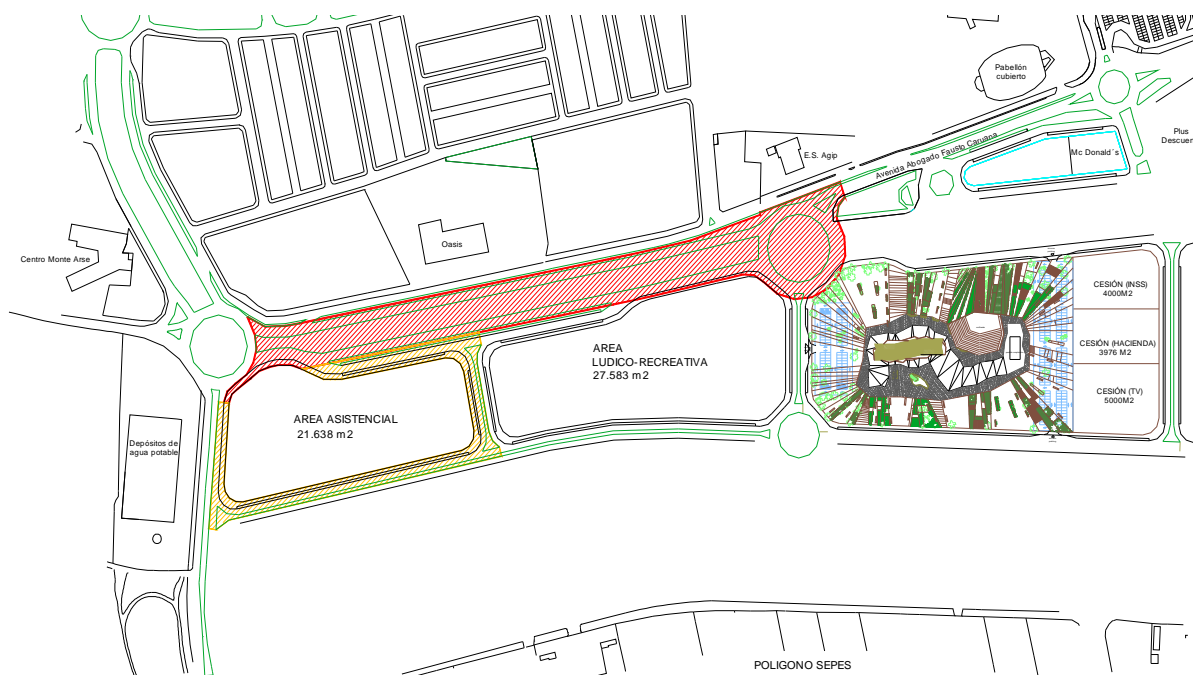 Pabellón
cubierto
Plus
Descuen
Avenida Abogado Fausto Caruana
Mc Donald´s
E.S. Agip
Oasis
Centro Monte Arse
CESIÓN (INSS)
4000M2
CESIÓN (HACIENDA)
3976 M2
CESIÓN (TV)
5000M2
AREA
LUDICO-RECREATIVA
27.583 m2
AREA ASISTENCIAL
21.638 m2
Depósitos de
agua potable
POLIGONO SEPES